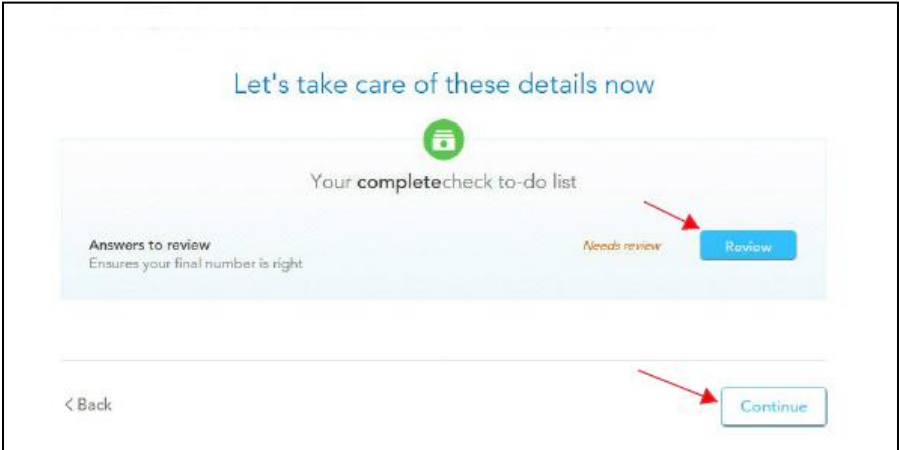 Let's take care of these details now
Your completecheck to-do list
Answers to review
Needs review
Review
Ensures your final number is right
< Back
Continue